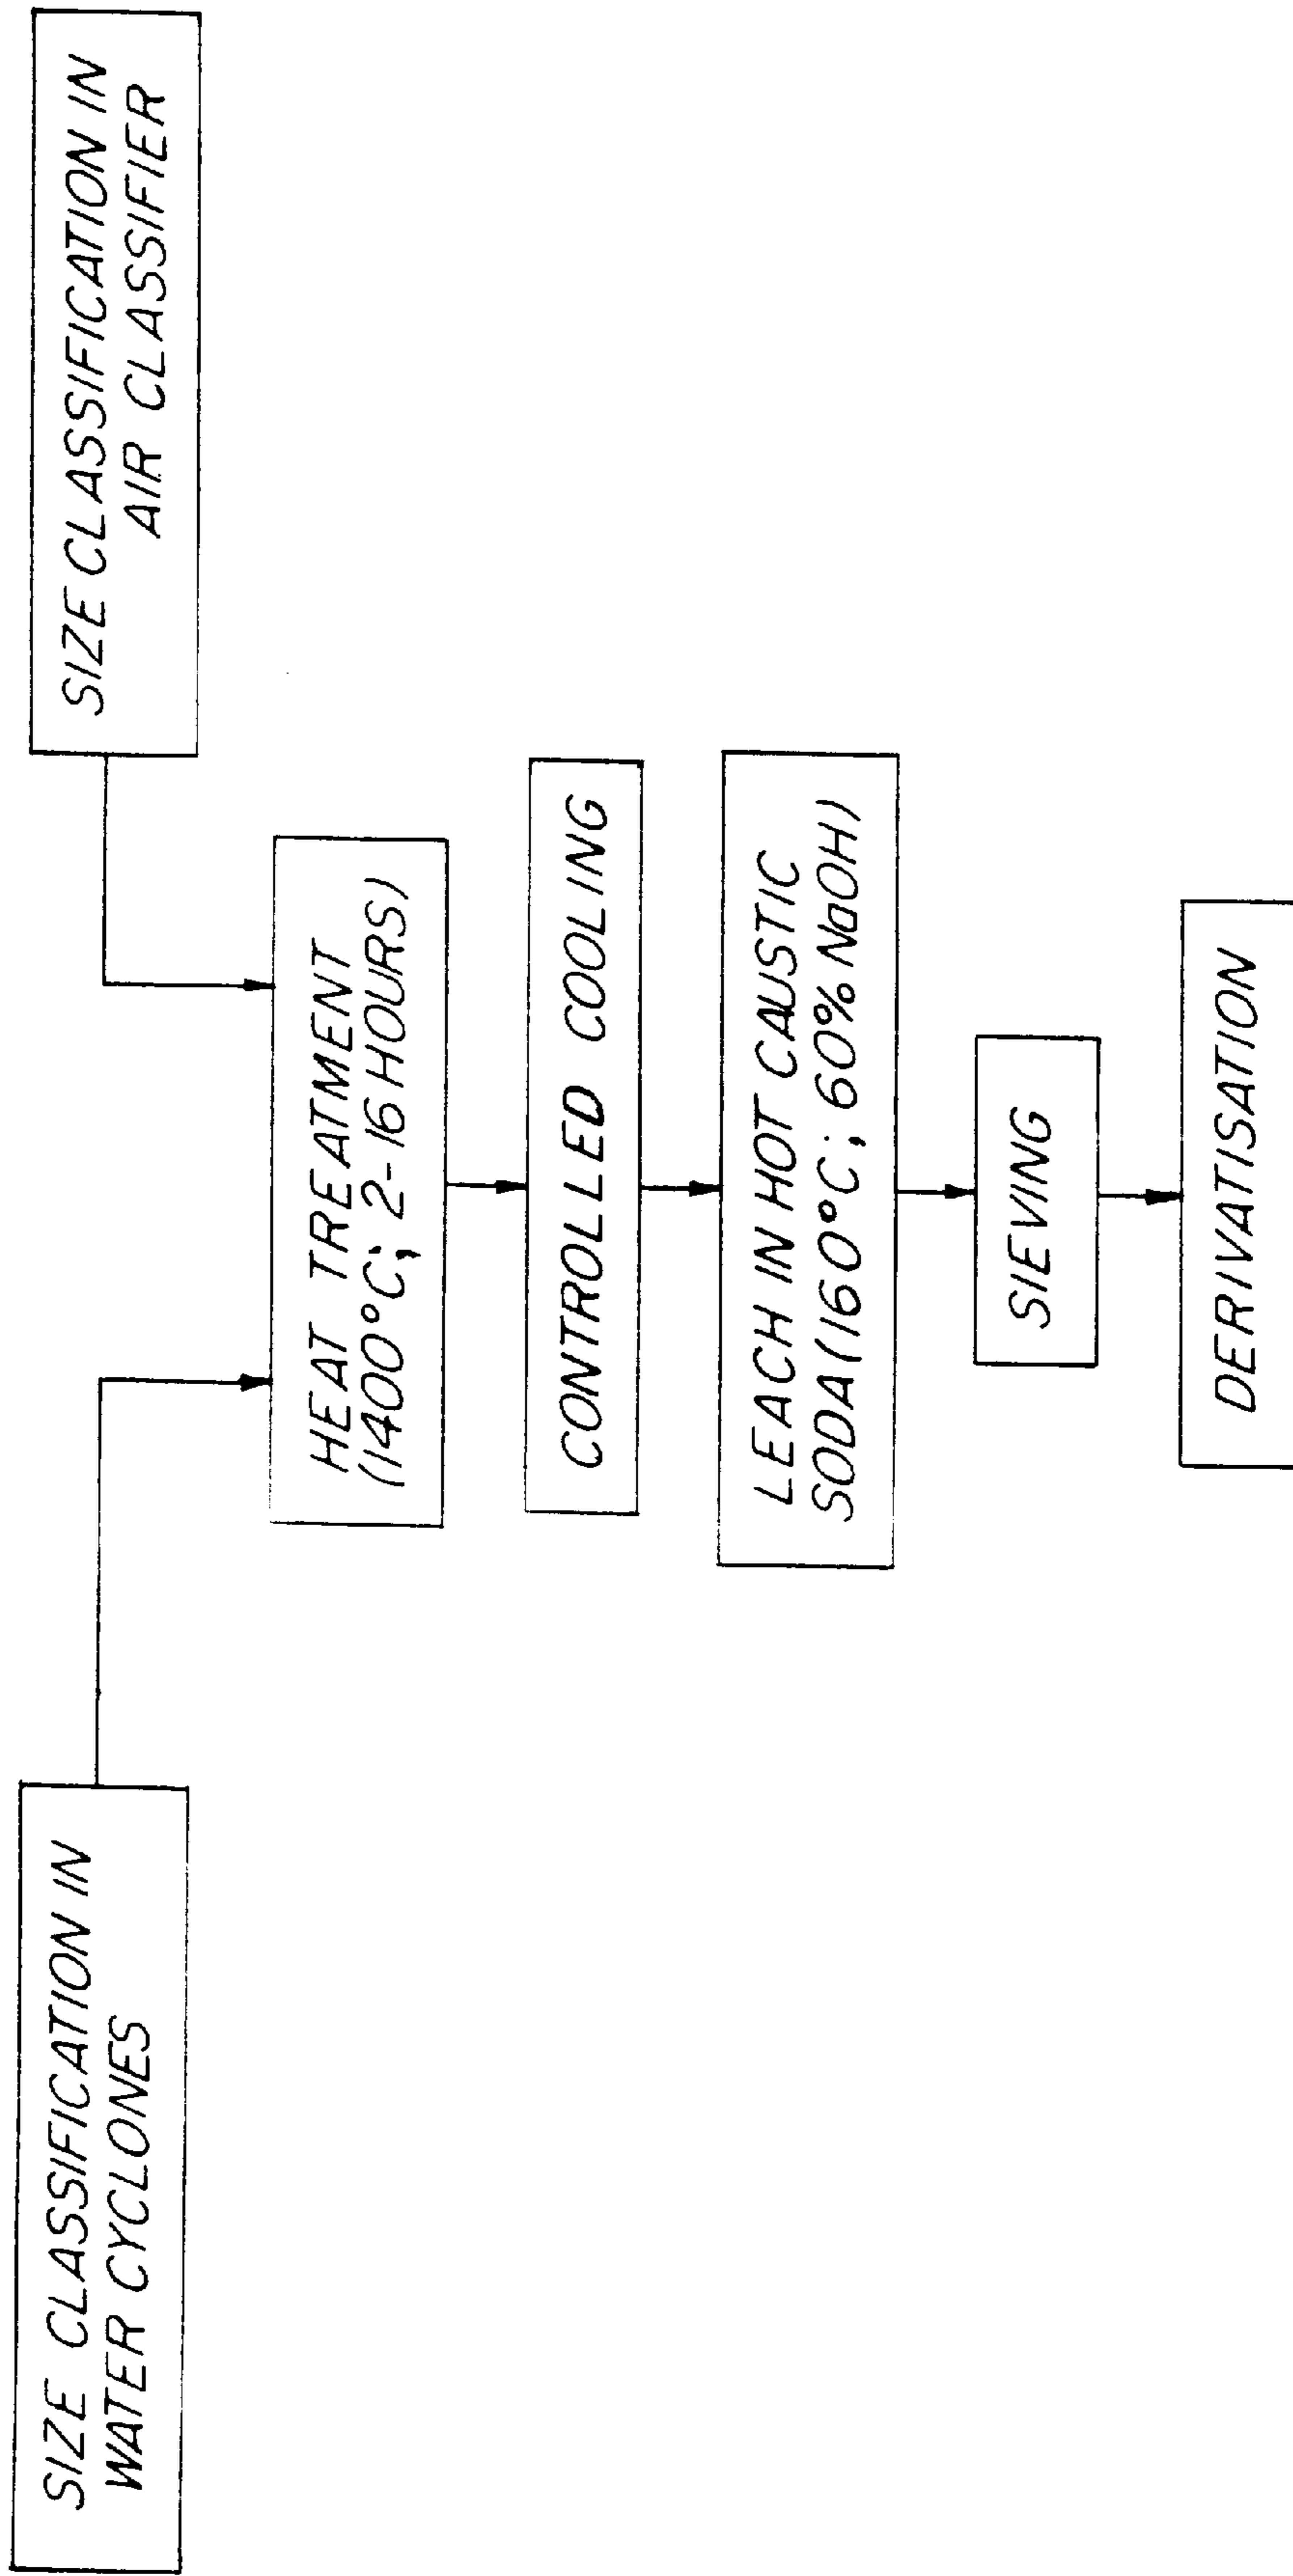 SIZE CLASSIFICATION IN
WATER CYCLONES
SIZE CLASSIFICATION IN
AIR CLASSIFIER
HEAT TREATMENT
(1400°C; 2-16 HOURS)
CONTROLLED COOLING
LEACH IN HOT CAUSTIC
SODA (160°C; 60% NaOH)
SIEVING
DERIVATISATION